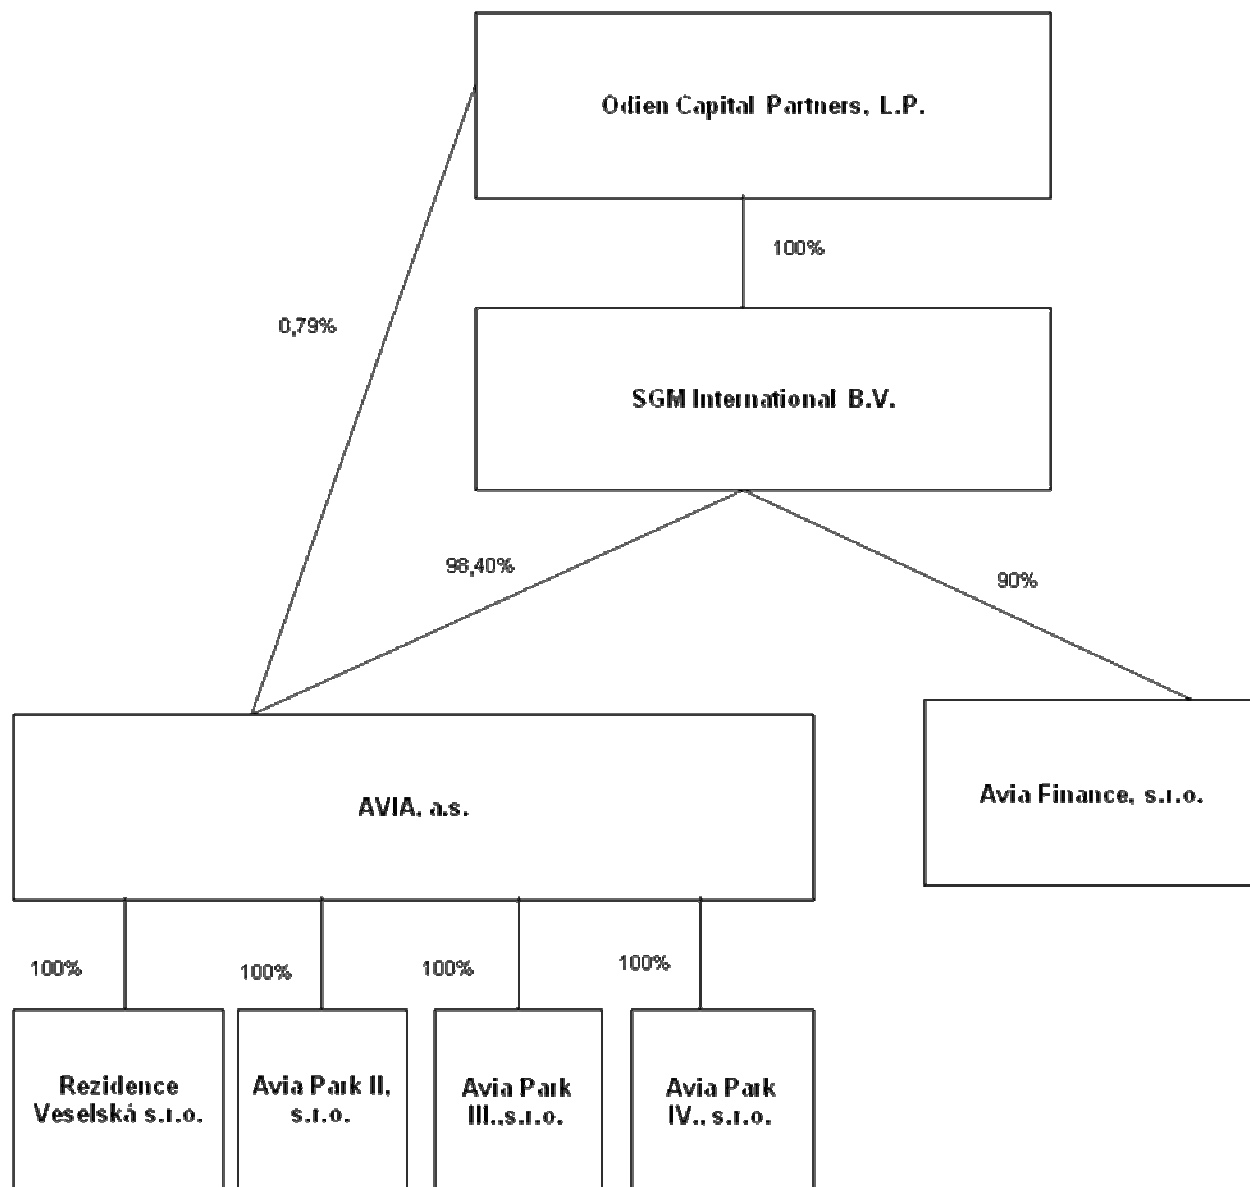 Odien Capital Partners, L.P.
100%
0,79%
SGM International B.V.
98,40%
90%
AVIA, a.s.
Avia Finance, s.r.o.
100%
100%
100%
100%
Rezidence
Veselská s.r.o.
Avia Park II,
s.r.o.
Avia Park
III.,s.r.o.
Avia Park
IV., s.r.o.